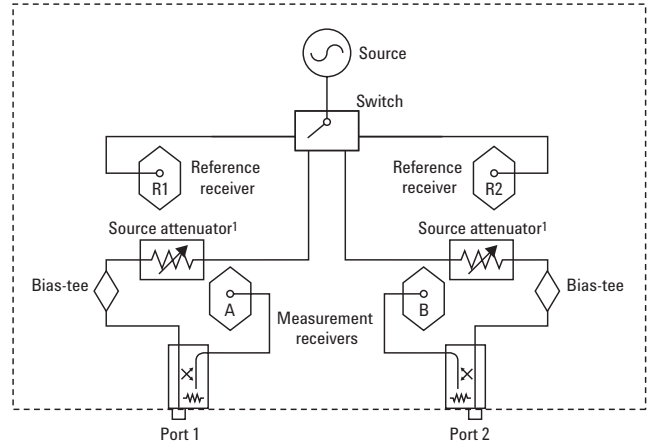 Source
Switch
R1
Reference
receiver
Reference
receiver
R2
Source attenuator¹
Source attenuator¹
Bias-tee
A
Measurement
receivers
B
Bias-tee
Port 1
Port 2